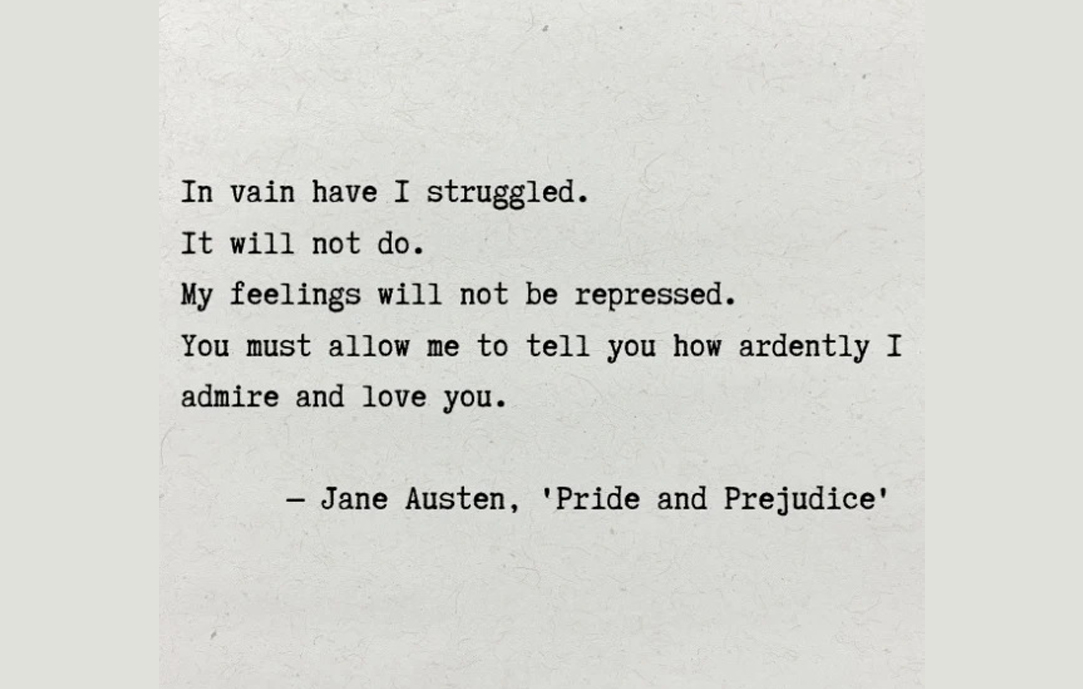 In vain have I struggled.
It will not do.
My feelings will not be repressed.
You must allow me to tell you how ardently I
admire and love you.
— Jane Austen, 'Pride and Prejudice'